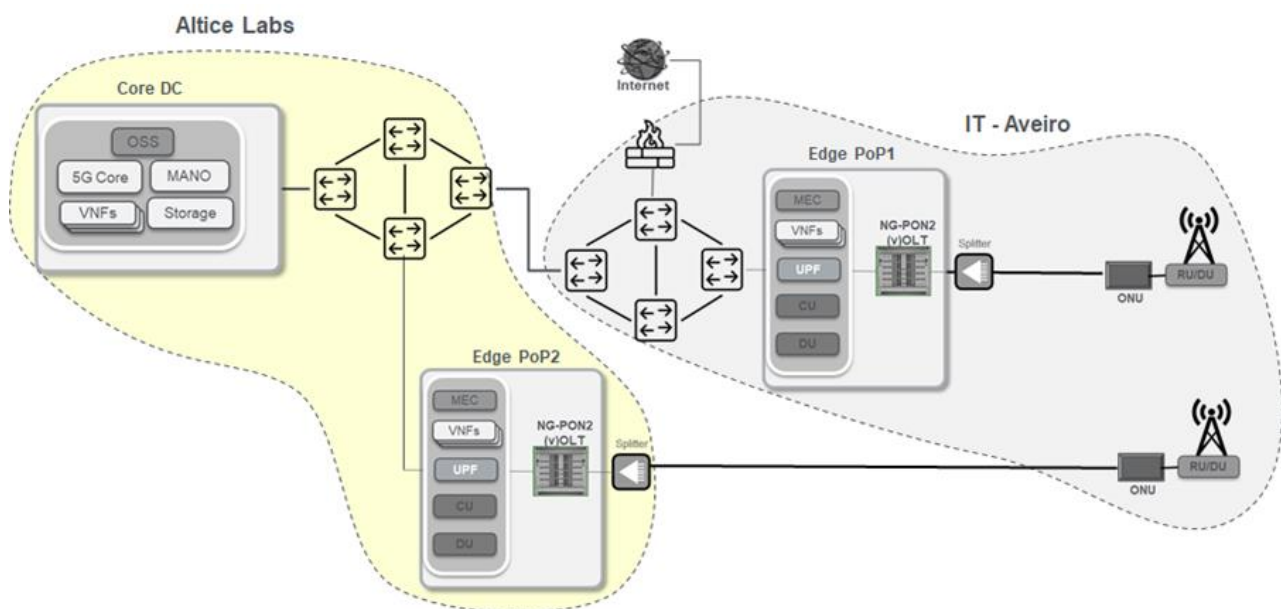 Altice Labs
Core DC
OSS
5G Core
MANO
VNFs
Storage
Internet
IT - Aveiro
Edge PoP1
MEC
VNFs
UPF
CU
DU
NG-PON2
(v)OLT
Splitter
ONU
RU/DU
Edge PoP2
MEC
VNFs
UPF
CU
DU
NG-PON2
(v)OLT
Splitter
ONU
RU/DU